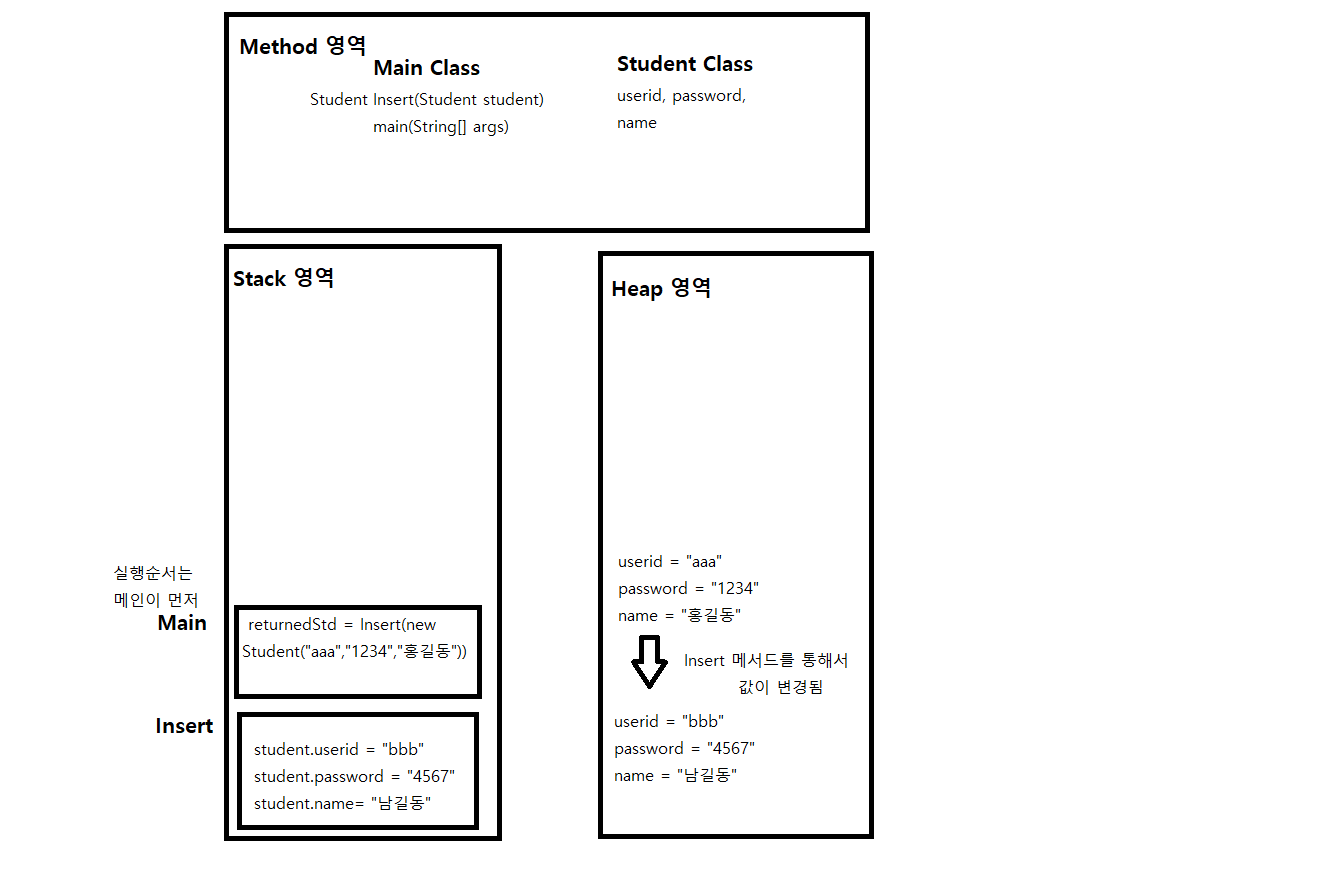 Method 영역
Main Class
Student Insert(Student student)
main(String[] args)
Student Class
userid, password,
name
Stack 영역
실행순서는
메인이 먼저
Main
returnedStd = Insert(new
Student("aaa","1234","홍길동"))
Insert
student.userid = "bbb"
student.password = "4567"
student.name= "남길동"
Heap 영역
userid = "aaa"
password = "1234"
name = "홍길동"
Insert 메서드를 통해서
값이 변경됨
userid = "bbb"
password = "4567"
name = "남길동"